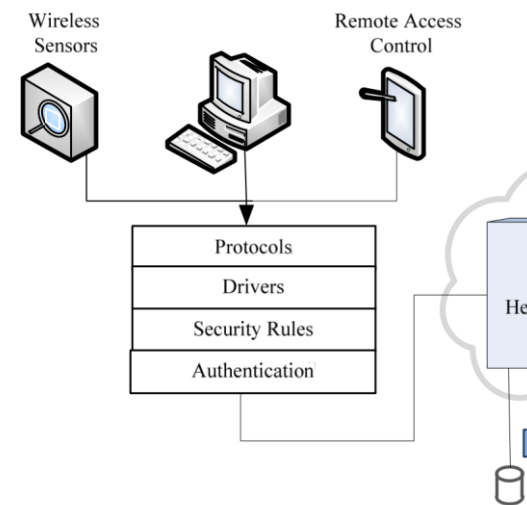 Wireless
Sensors
Remote Access
Control
Protocols
Drivers
Security Rules
Authentication